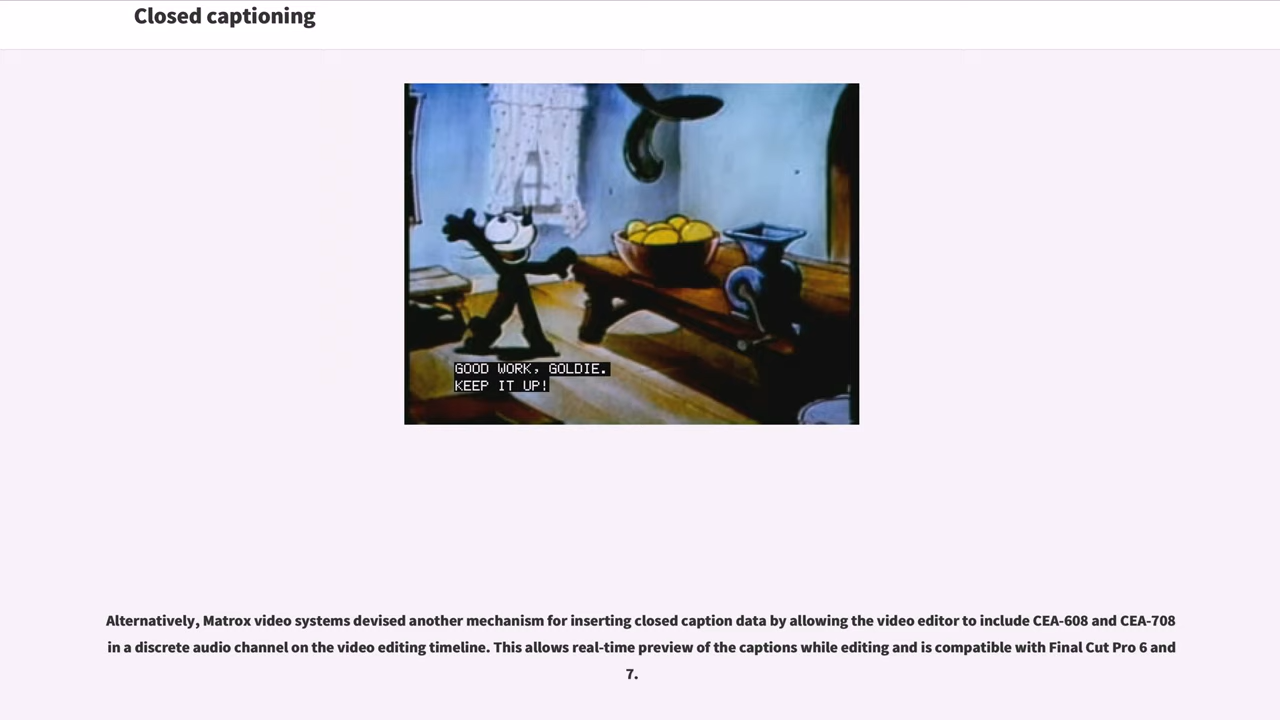 Closed captioning
GOOD WORK, GOLDIE.
KEEP IT UP!
Alternatively, Matrox video systems devised another mechanism for inserting closed caption data by allowing the video editor to include CEA-608 and CEA-708
in a discrete audio channel on the video editing timeline. This allows real-time preview of the captions while editing and is compatible with Final Cut Pro 6 and
7.